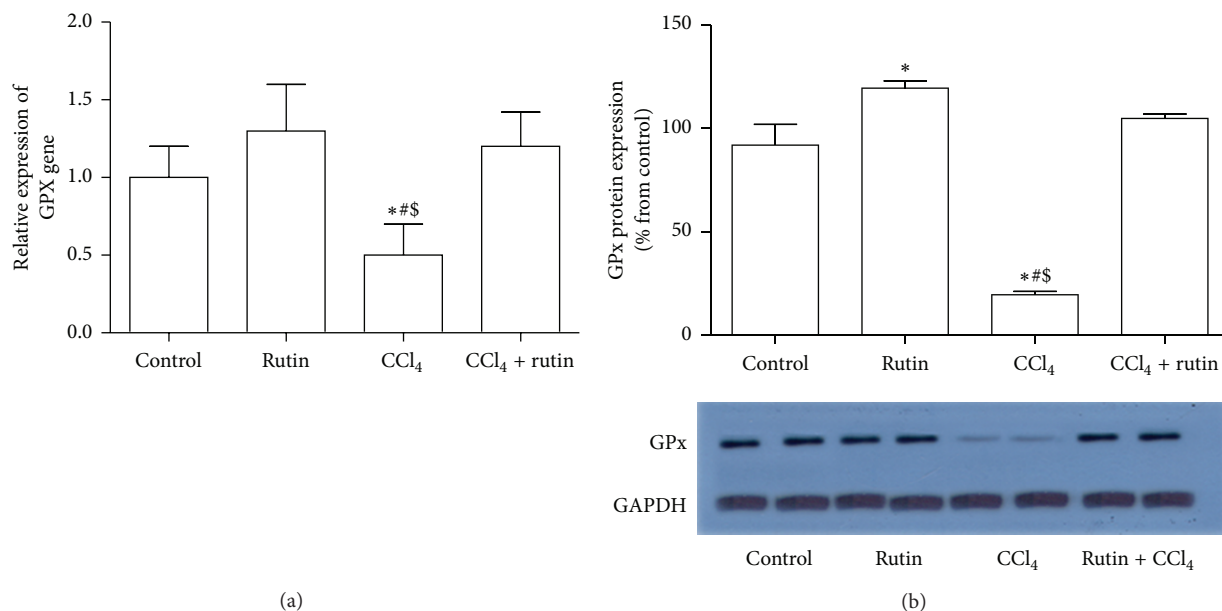 Relative expression of
GPX gene
2.0
1.5
1.0
0.5
0.0
*#$
Control
Rutin
CCl₄
CCl₄ + rutin
(a)
GPx protein expression
(% from control)
150
100
50
0
*
*#$
Control
Rutin
CCl₄
CCl₄ + rutin
GPx
GAPDH
Control
Rutin
CCl₄
Rutin + CCl₄
(b)